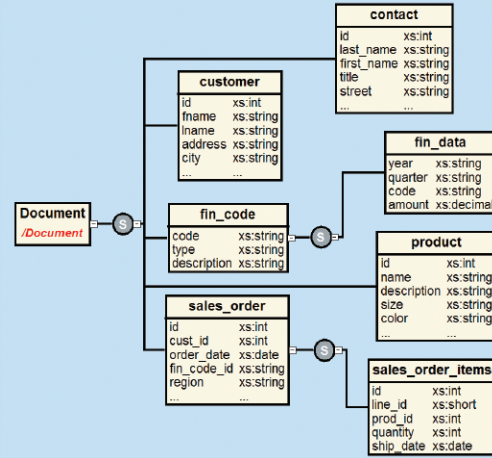 contact
id xs:int
last_name xs:string
first_name xs:string
title xs:string
street xs:string
... ...
customer
id xs:int
fname xs:string
lname xs:string
address xs:string
city xs:string
... ...
fin_data
year xs:string
quarter xs:string
code xs:string
amount xs:decimal
Document
/Document
S
fin_code
code xs:string
type xs:string
description xs:string
S
product
id xs:int
name xs:string
description xs:string
size xs:string
color xs:string
... ...
sales_order
id xs:int
cust_id xs:int
order_date xs:date
fin_code_id xs:string
region xs:string
... ...
S
sales_order_items
id xs:int
line_id xs:short
prod_id xs:int
quantity xs:int
ship_date xs:date